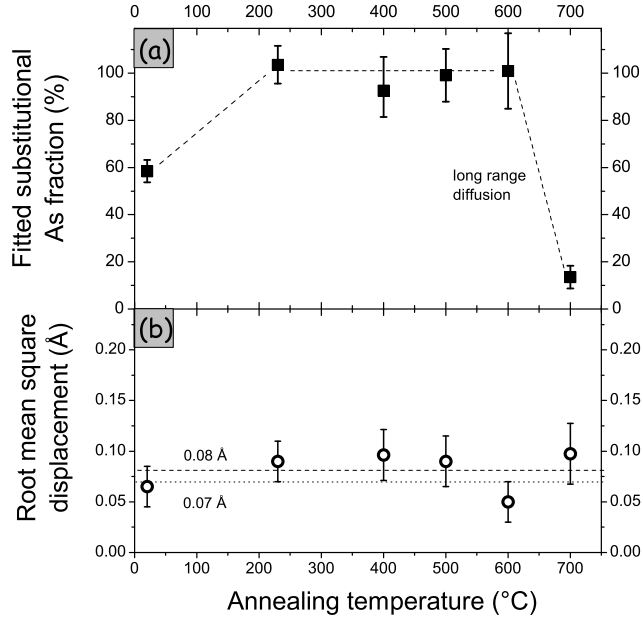 0 100 200 300 400 500 600 700
(a)
Fitted substitutional
As fraction (%)
100 100
80 80
60 60
long range
diffusion
40 40
20 20
0 0
(b)
Root mean square
displacement (Å)
0.20 0.20
0.15 0.15
0.10 0.10
0.08 Å
0.05 0.05
0.07 Å
0.00 0.00
0 100 200 300 400 500 600 700
Annealing temperature (°C)